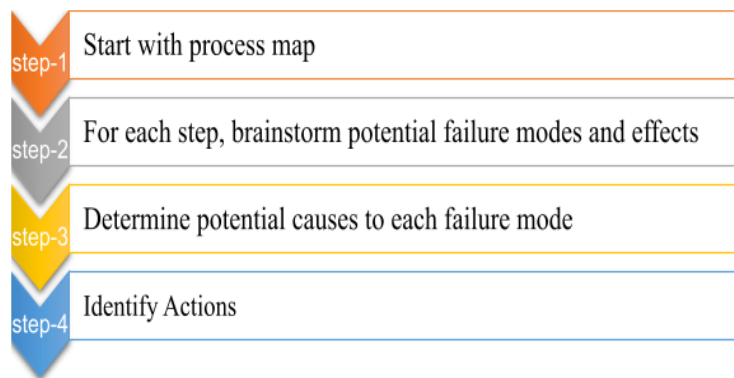 step-1
Start with process map
step-2
For each step, brainstorm potential failure modes and effects
step-3
Determine potential causes to each failure mode
step-4
Identify Actions